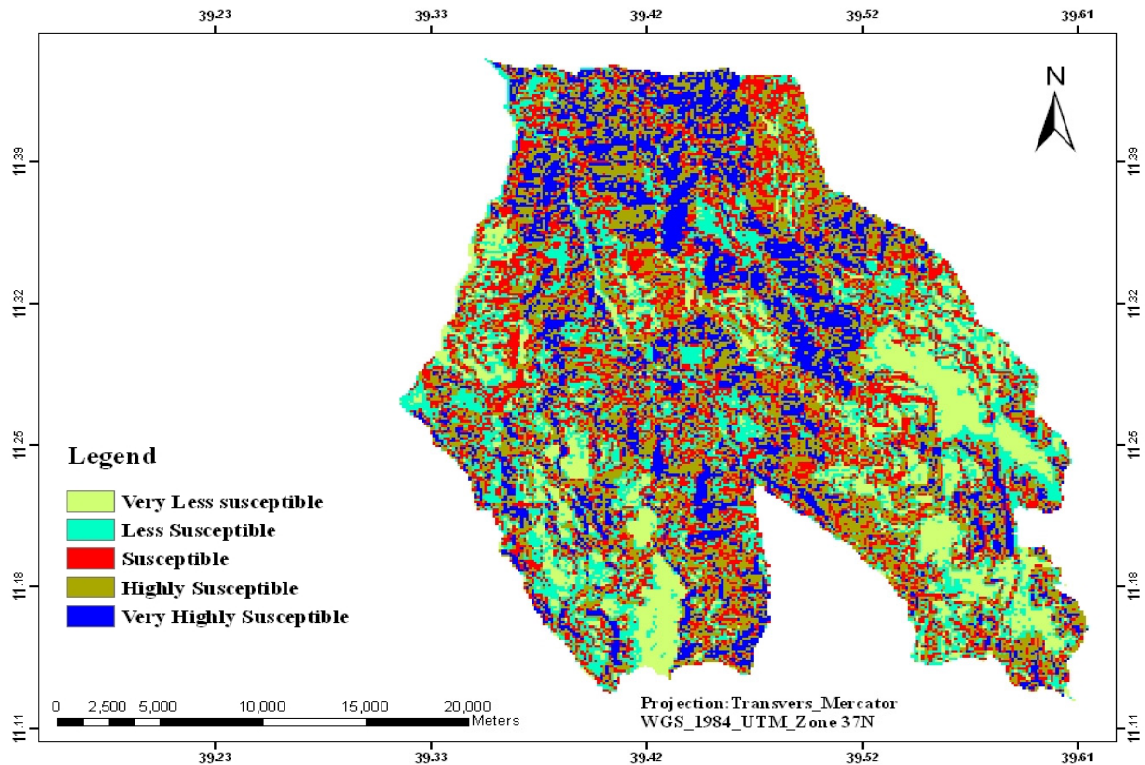 39.23 39.33 39.42 39.52 39.61
N
11.39 11.39
11.32 11.32
11.25 11.25
Legend
Very Less susceptible
Less Susceptible
Susceptible
Highly Susceptible
Very Highly Susceptible
11.18 11.18
0 2,500 5,000 10,000 15,000 20,000
Meters
Projection:Transvers_Mercator
WGS_1984_UTM_Zone 37N
11.11 11.11
39.23 39.33 39.42 39.52 39.61